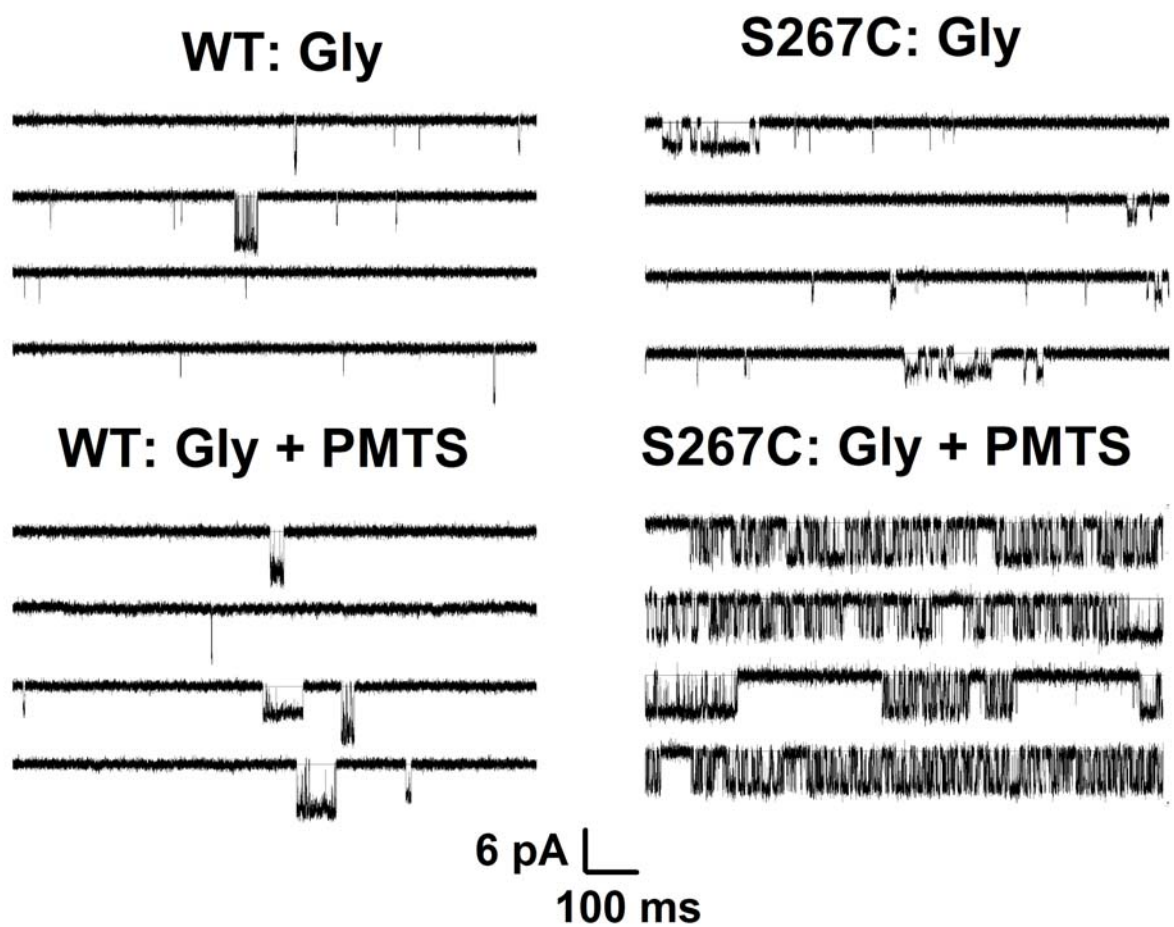 WT: Gly
S267C: Gly
WT: Gly + PMTS
S267C: Gly + PMTS
6 pA
100 ms